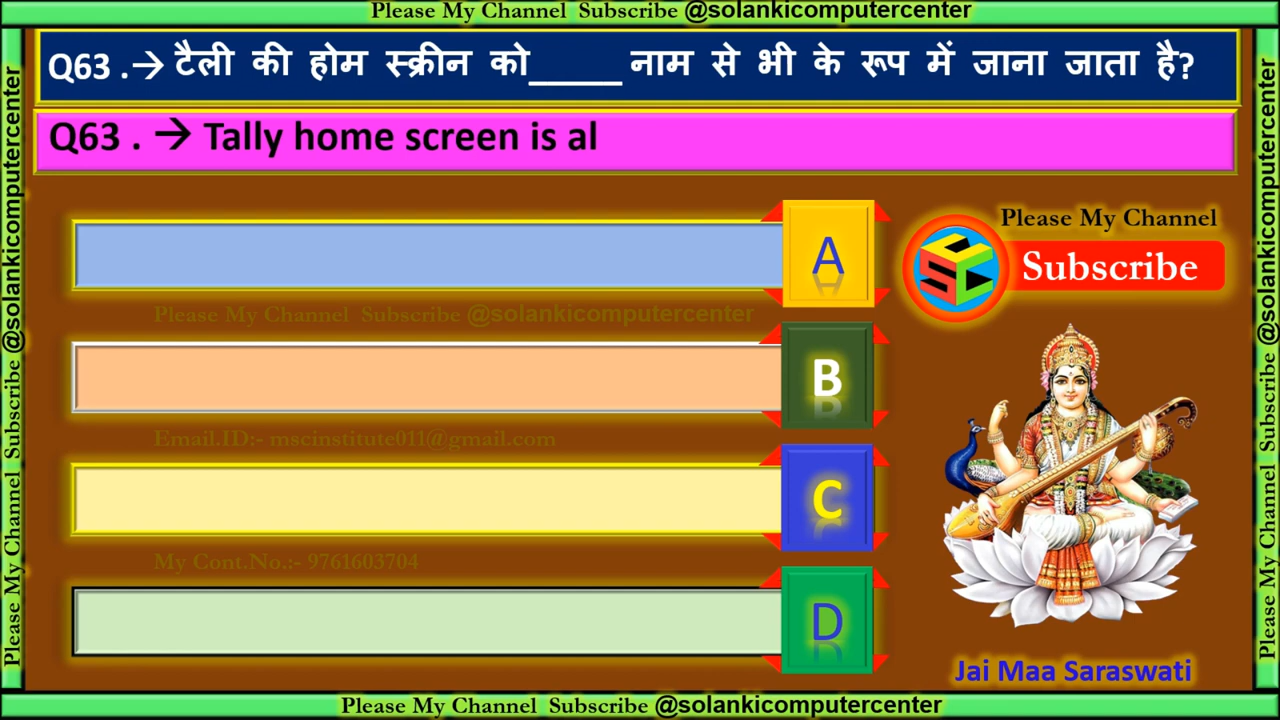 Please My Channel Subscribe @solankicomputercenter
Q63 .→ टैली की होम स्क्रीन को_____ नाम से भी के रूप में जाना जाता है?
Q63 . → Tally home screen is al
A
Please My Channel
Subscribe
CSC
Please My Channel Subscribe @solankicomputercenter
B
Email.ID:- mscinstitute011@gmail.com
C
My Cont.No.:- 9761603704
D
Jai Maa Saraswati
Please My Channel Subscribe @solankicomputercenter
Please My Channel Subscribe @solankicomputercenter
Please My Channel Subscribe @solankicomputercenter